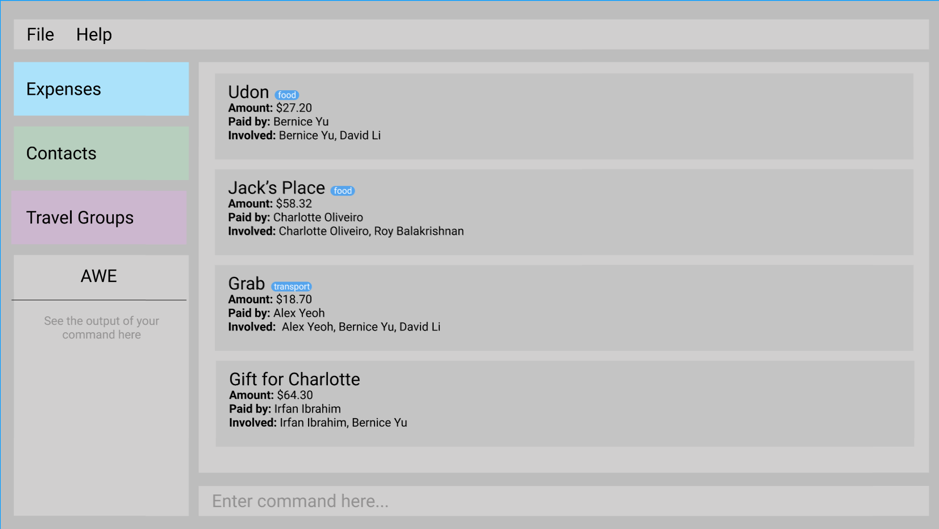 File Help
Expenses
Contacts
Travel Groups
AWE
See the output of your
command here
Udon food
Amount: $27.20
Paid by: Bernice Yu
Involved: Bernice Yu, David Li
Jack’s Place food
Amount: $58.32
Paid by: Charlotte Oliveiro
Involved: Charlotte Oliveiro, Roy Balakrishnan
Grab transport
Amount: $18.70
Paid by: Alex Yeoh
Involved: Alex Yeoh, Bernice Yu, David Li
Gift for Charlotte
Amount: $64.30
Paid by: Irfan Ibrahim
Involved: Irfan Ibrahim, Bernice Yu
Enter command here...